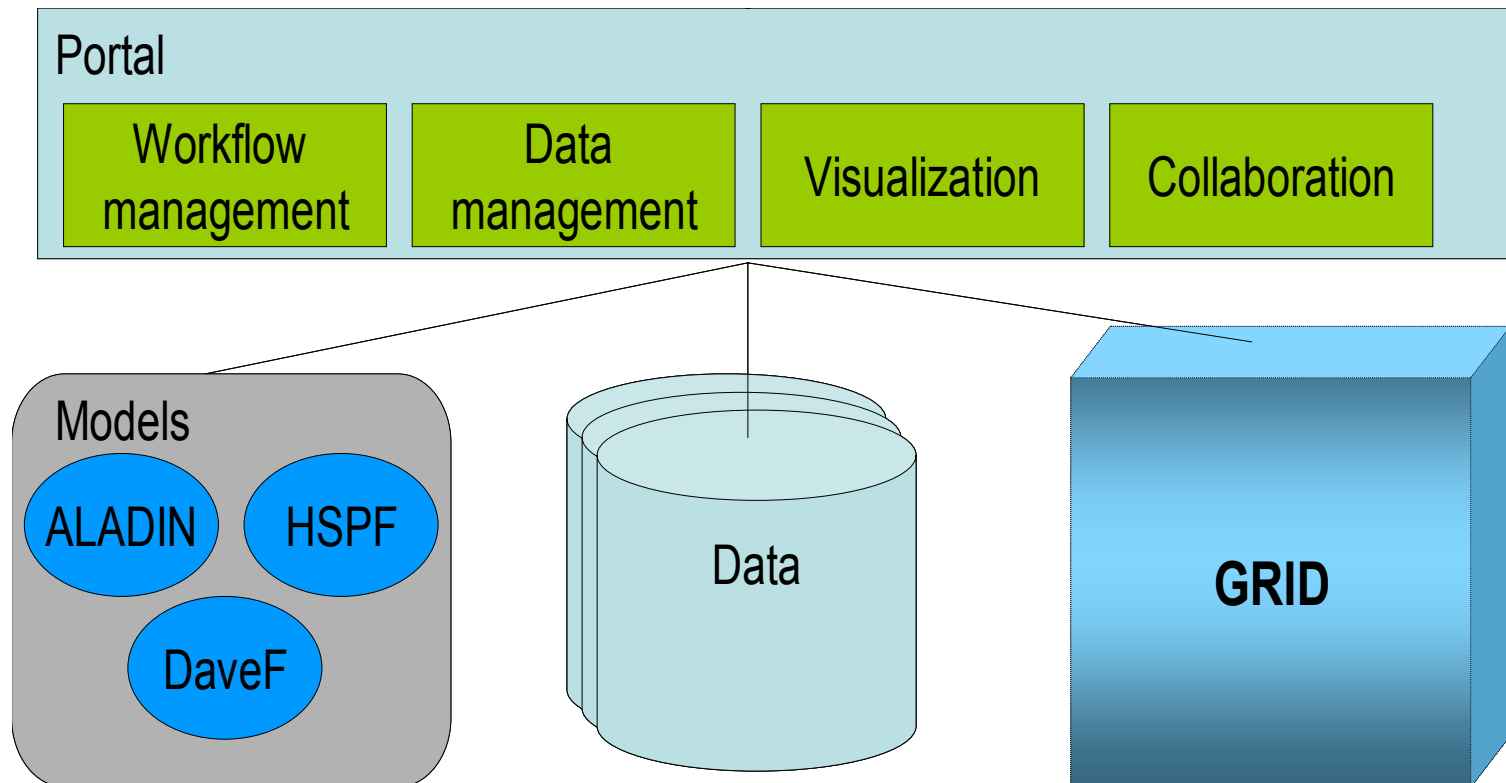 Portal
Workflow
management
Data
management
Visualization
Collaboration
Models
ALADIN
HSPF
DaveF
Data
GRID